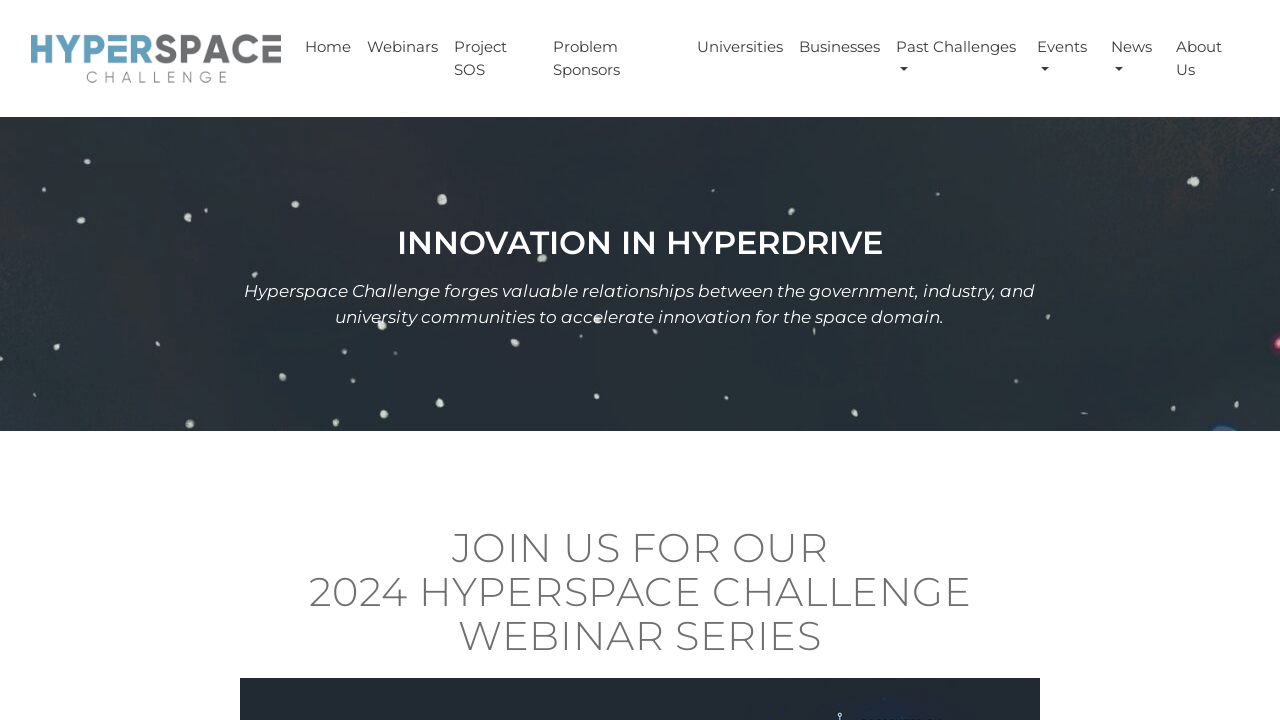 HYPERSPACE
CHALLENGE
Home
Webinars
Project
SOS
Problem
Sponsors
Universities
Businesses
Past Challenges
Events
News
About
Us
INNOVATION IN HYPERDRIVE
Hyperspace Challenge forges valuable relationships between the government, industry, and
university communities to accelerate innovation for the space domain.
JOIN US FOR OUR
2024 HYPERSPACE CHALLENGE
WEBINAR SERIES